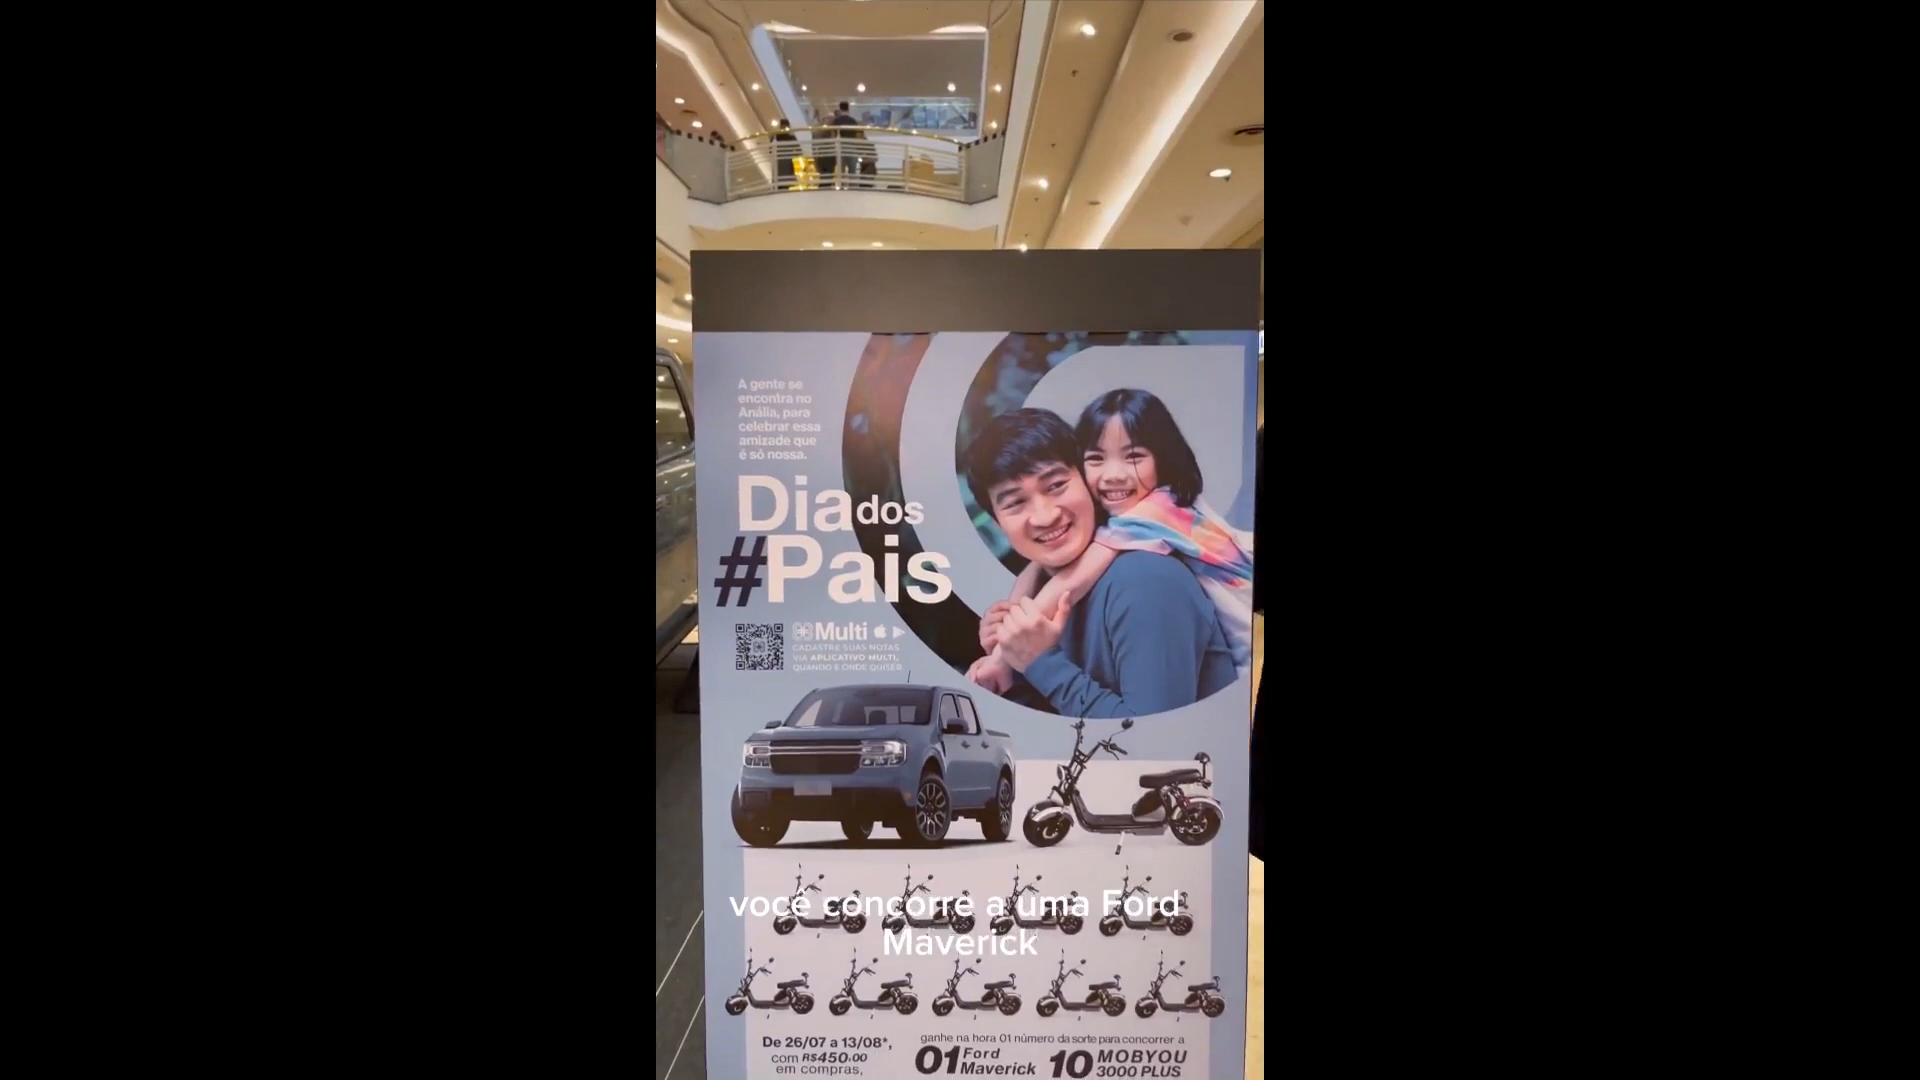 A gente se
encontra no
Anália, para
celebrar essa
amizade que
é só nossa.
Dia dos
#Pais
Multi
CADASTRE SUAS NOTAS
VIA APLICATIVO MULTI,
QUANDO E ONDE QUISER.
você concorre a uma Ford
Maverick
De 26/07 a 13/08*,
com R$450,00
em compras,
ganhe na hora 01 número da sorte para concorrer a
01 Ford
Maverick
10 MOBYOU
3000 PLUS